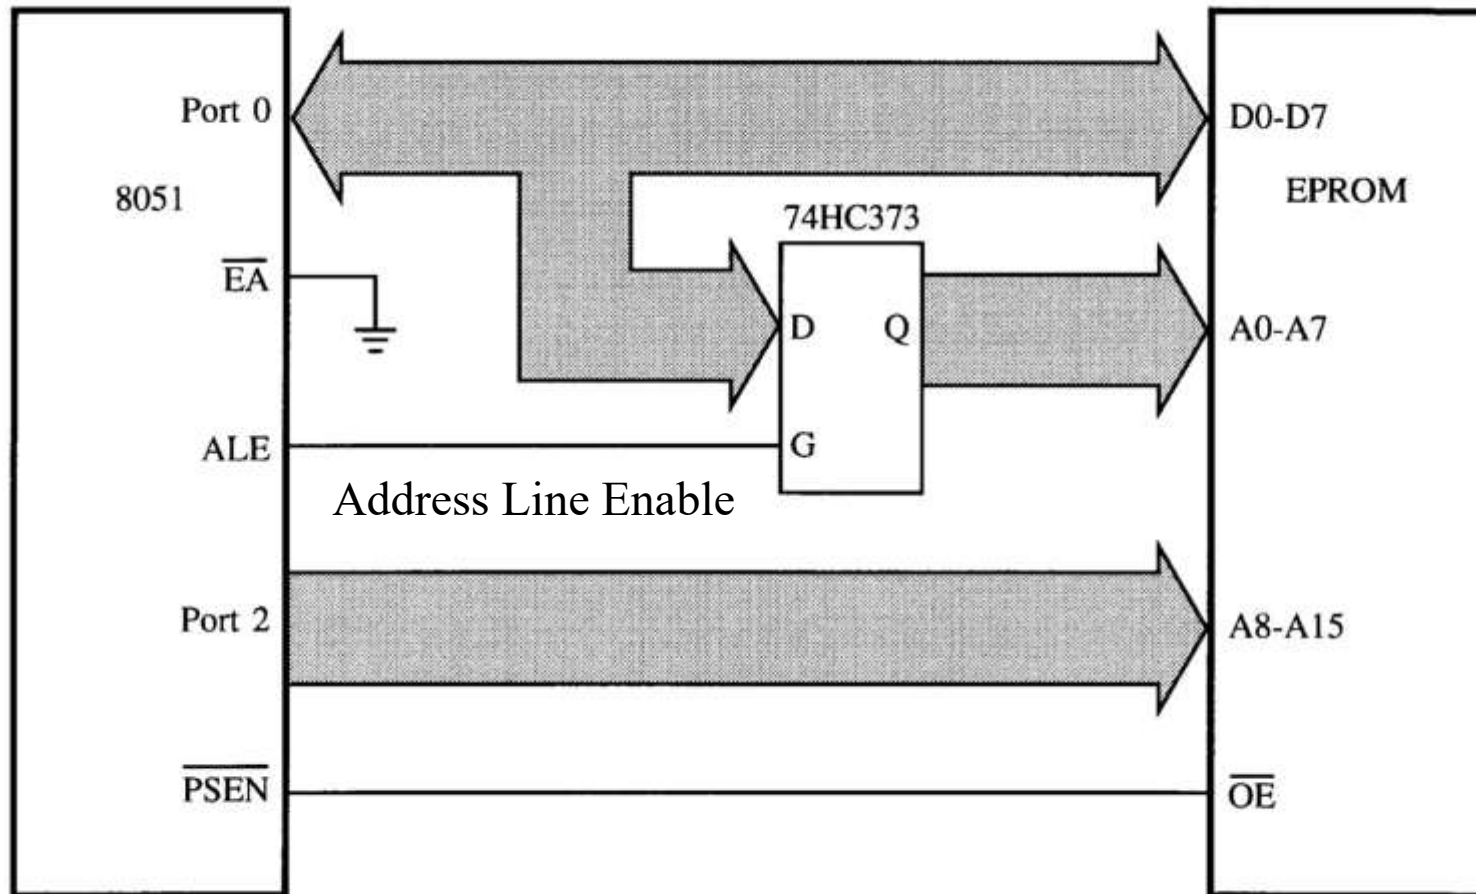 Port 0
D0-D7
8051
EPROM
74HC373
EA
D
Q
A0-A7
ALE
G
Address Line Enable
Port 2
A8-A15
PSEN
OE